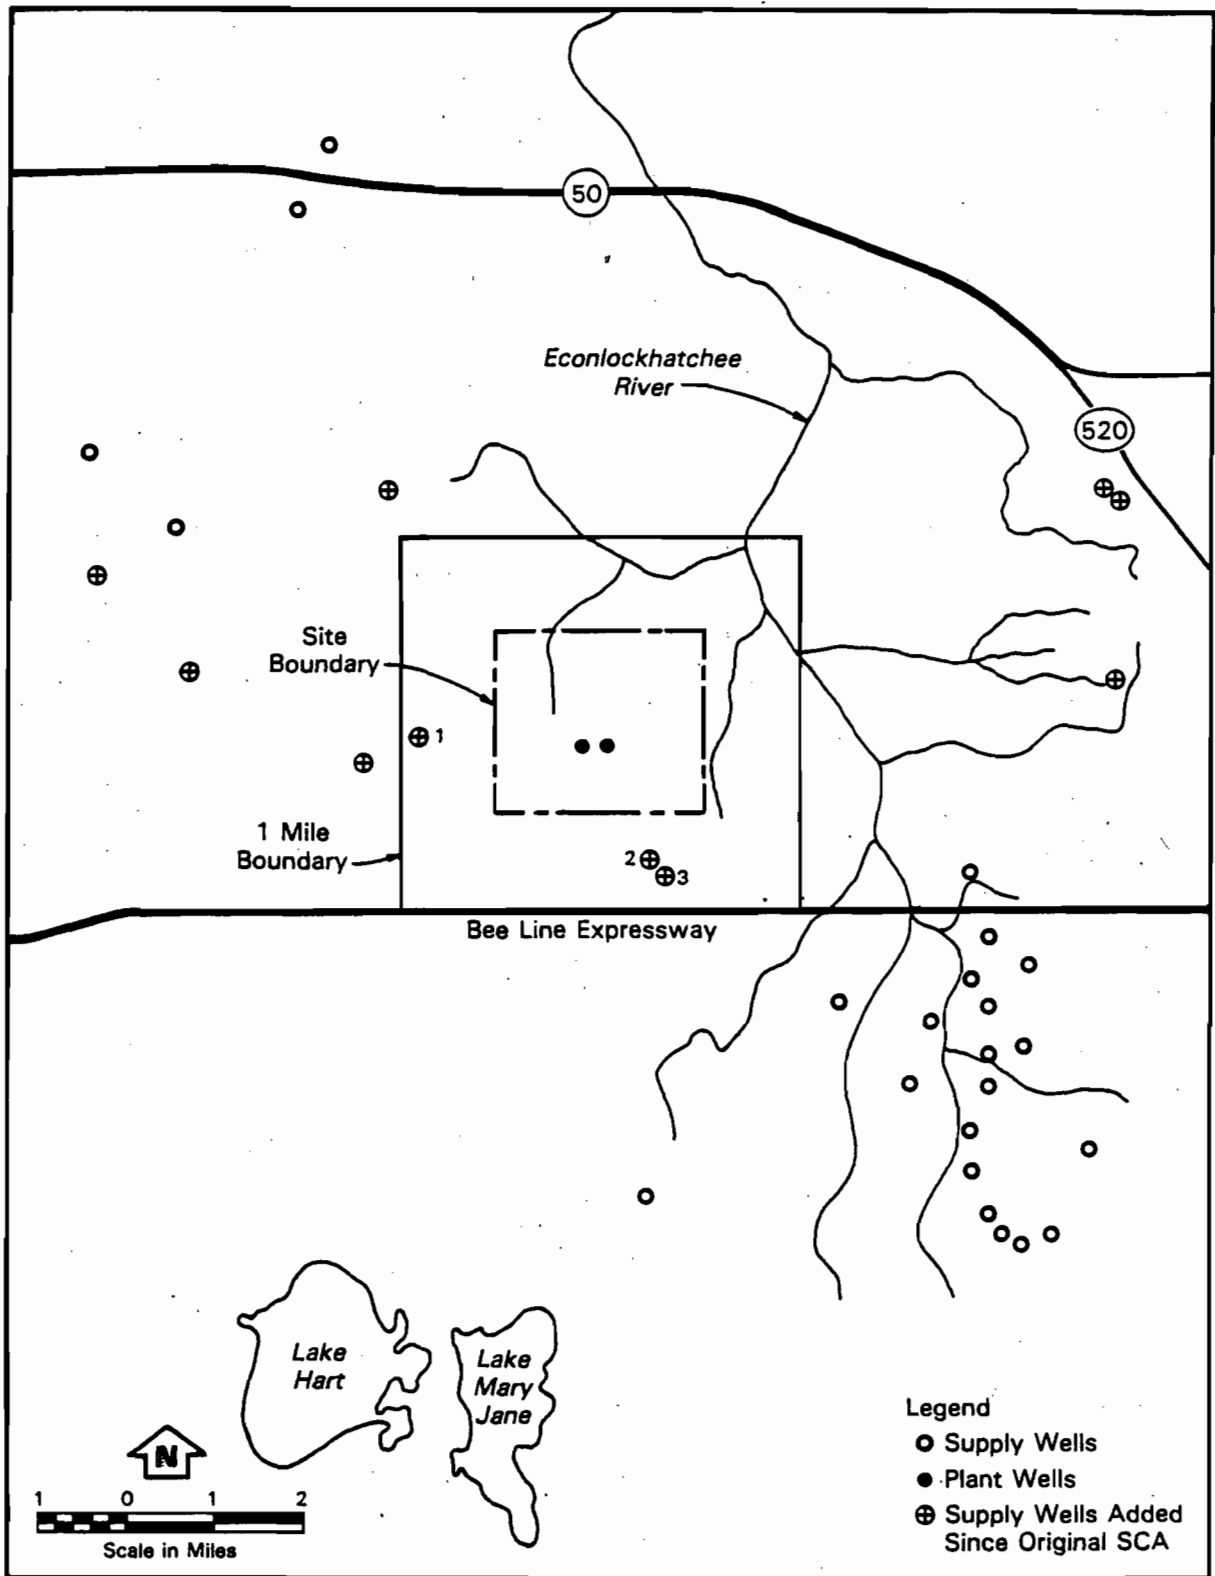 50
Econlockhatchee
River
520
Site
Boundary
1
1 Mile
Boundary
2
3
Bee Line Expressway
Lake
Hart
Lake
Mary
Jane
N
1 0 1 2
Scale in Miles
Legend
Supply Wells
Plant Wells
Supply Wells Added
Since Original SCA